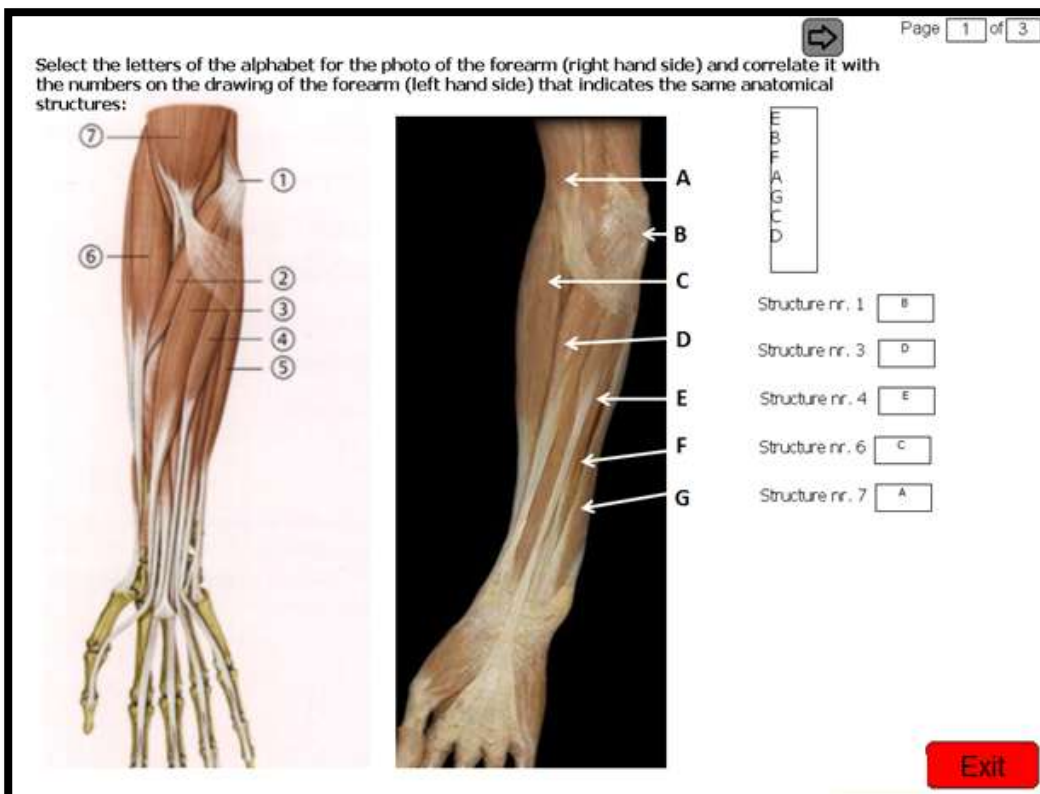 Page 1 of 3
Select the letters of the alphabet for the photo of the forearm (right hand side) and correlate it with
the numbers on the drawing of the forearm (left hand side) that indicates the same anatomical
structures:
7
1
6
2
3
4
5
A
B
C
D
E
F
G
E
B
F
A
G
C
D
Structure nr. 1 B
Structure nr. 3 D
Structure nr. 4 E
Structure nr. 6 C
Structure nr. 7 A
Exit